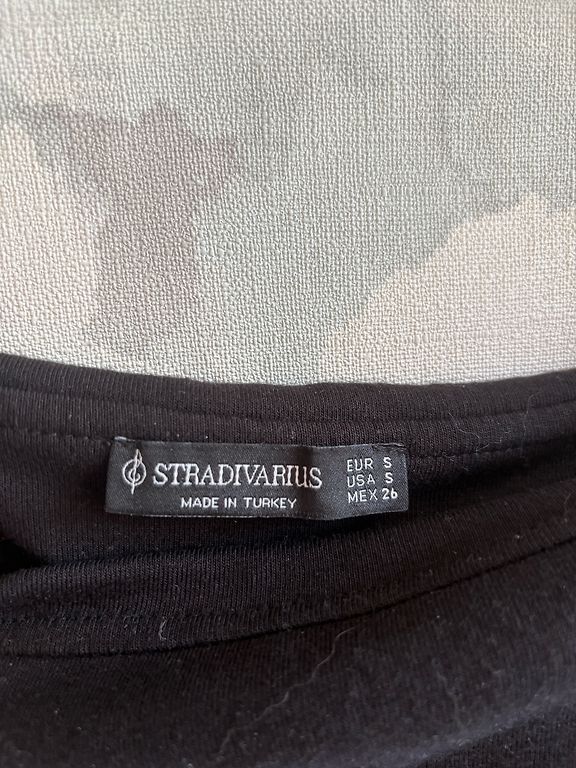 STRADIVARIUS
MADE IN TURKEY
EUR S
USA S
MEX 26